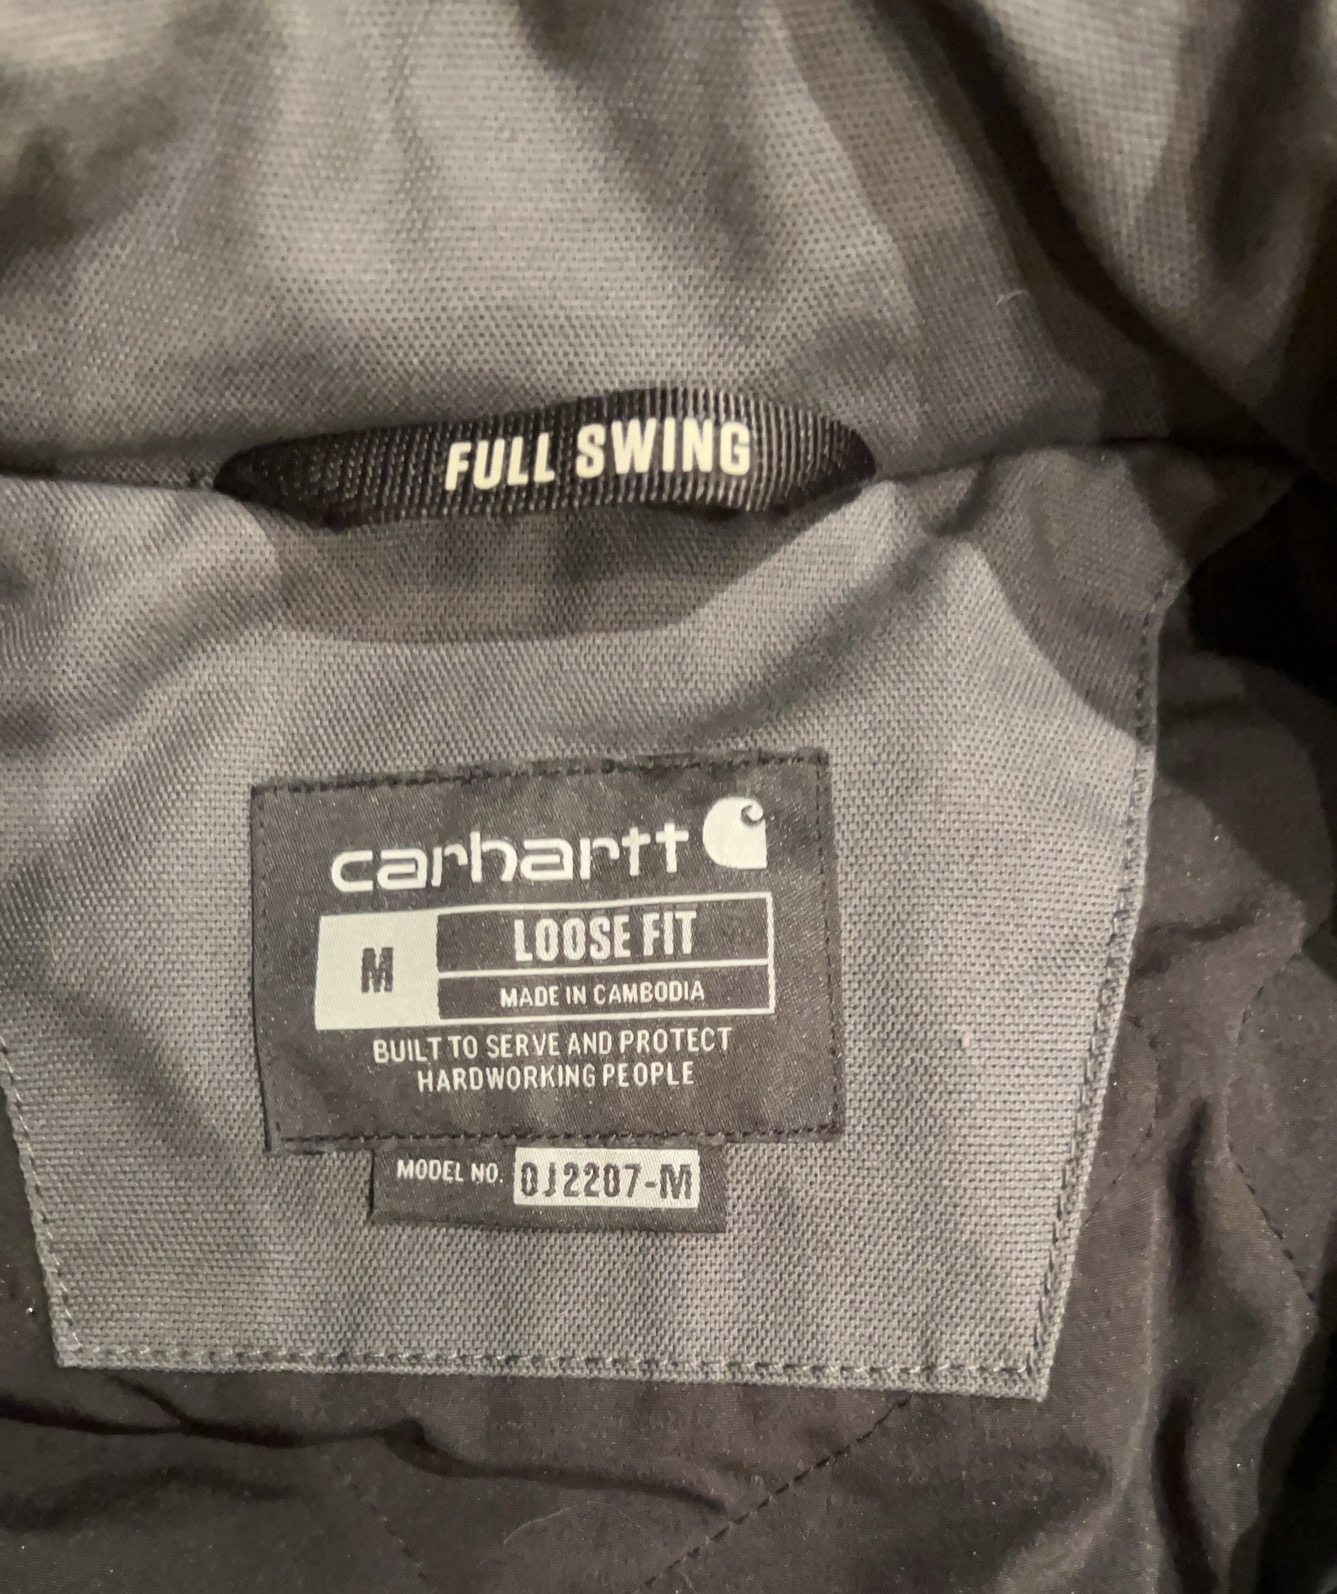 FULL SWING
carhartt
M
LOOSE FIT
MADE IN CAMBODIA
BUILT TO SERVE AND PROTECT
HARDWORKING PEOPLE
MODEL NO. OJ2207-M